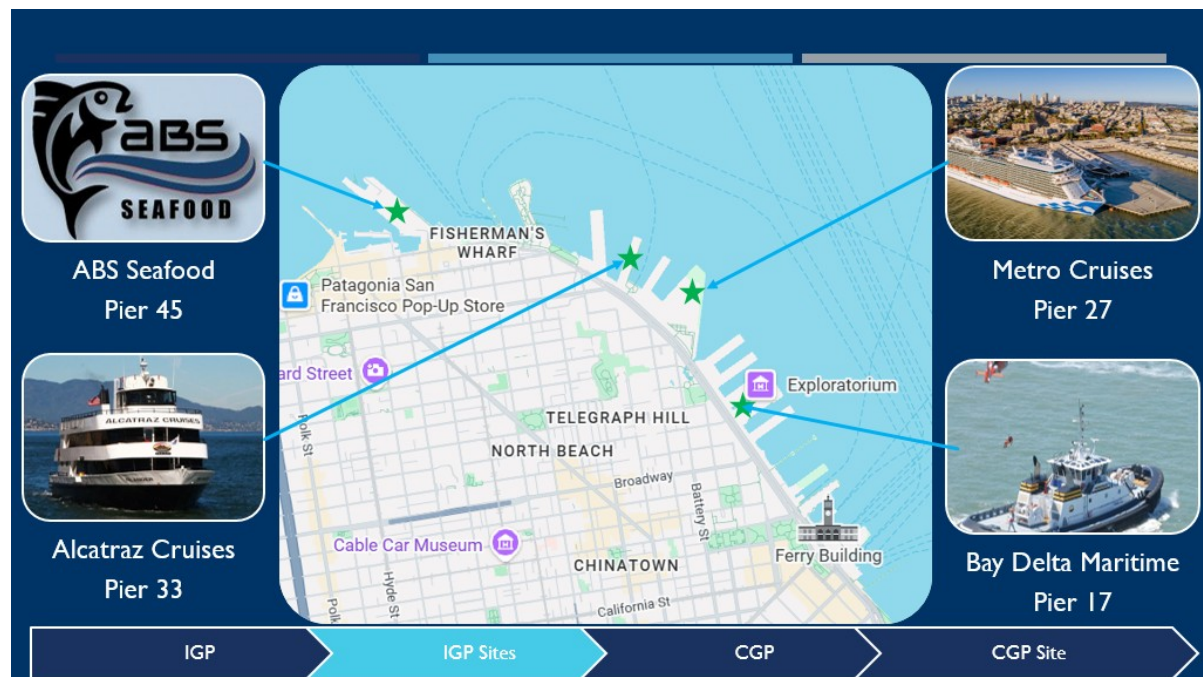 aBS
SEAFOOD
ABS Seafood
Pier 45
ALCATRAZ CRUISES
Alcatraz Cruises
Pier 33
FISHERMAN'S
WHARF
Patagonia San
Francisco Pop-Up Store
ard Street
Exploratorium
TELEGRAPH HILL
NORTH BEACH
Polk St
Broadway
Battery St
Cable Car Museum
Ferry Building
CHINATOWN
Hyde St
Polk
California St
Metro Cruises
Pier 27
Bay Delta Maritime
Pier 17
IGP
IGP Sites
CGP
CGP Site